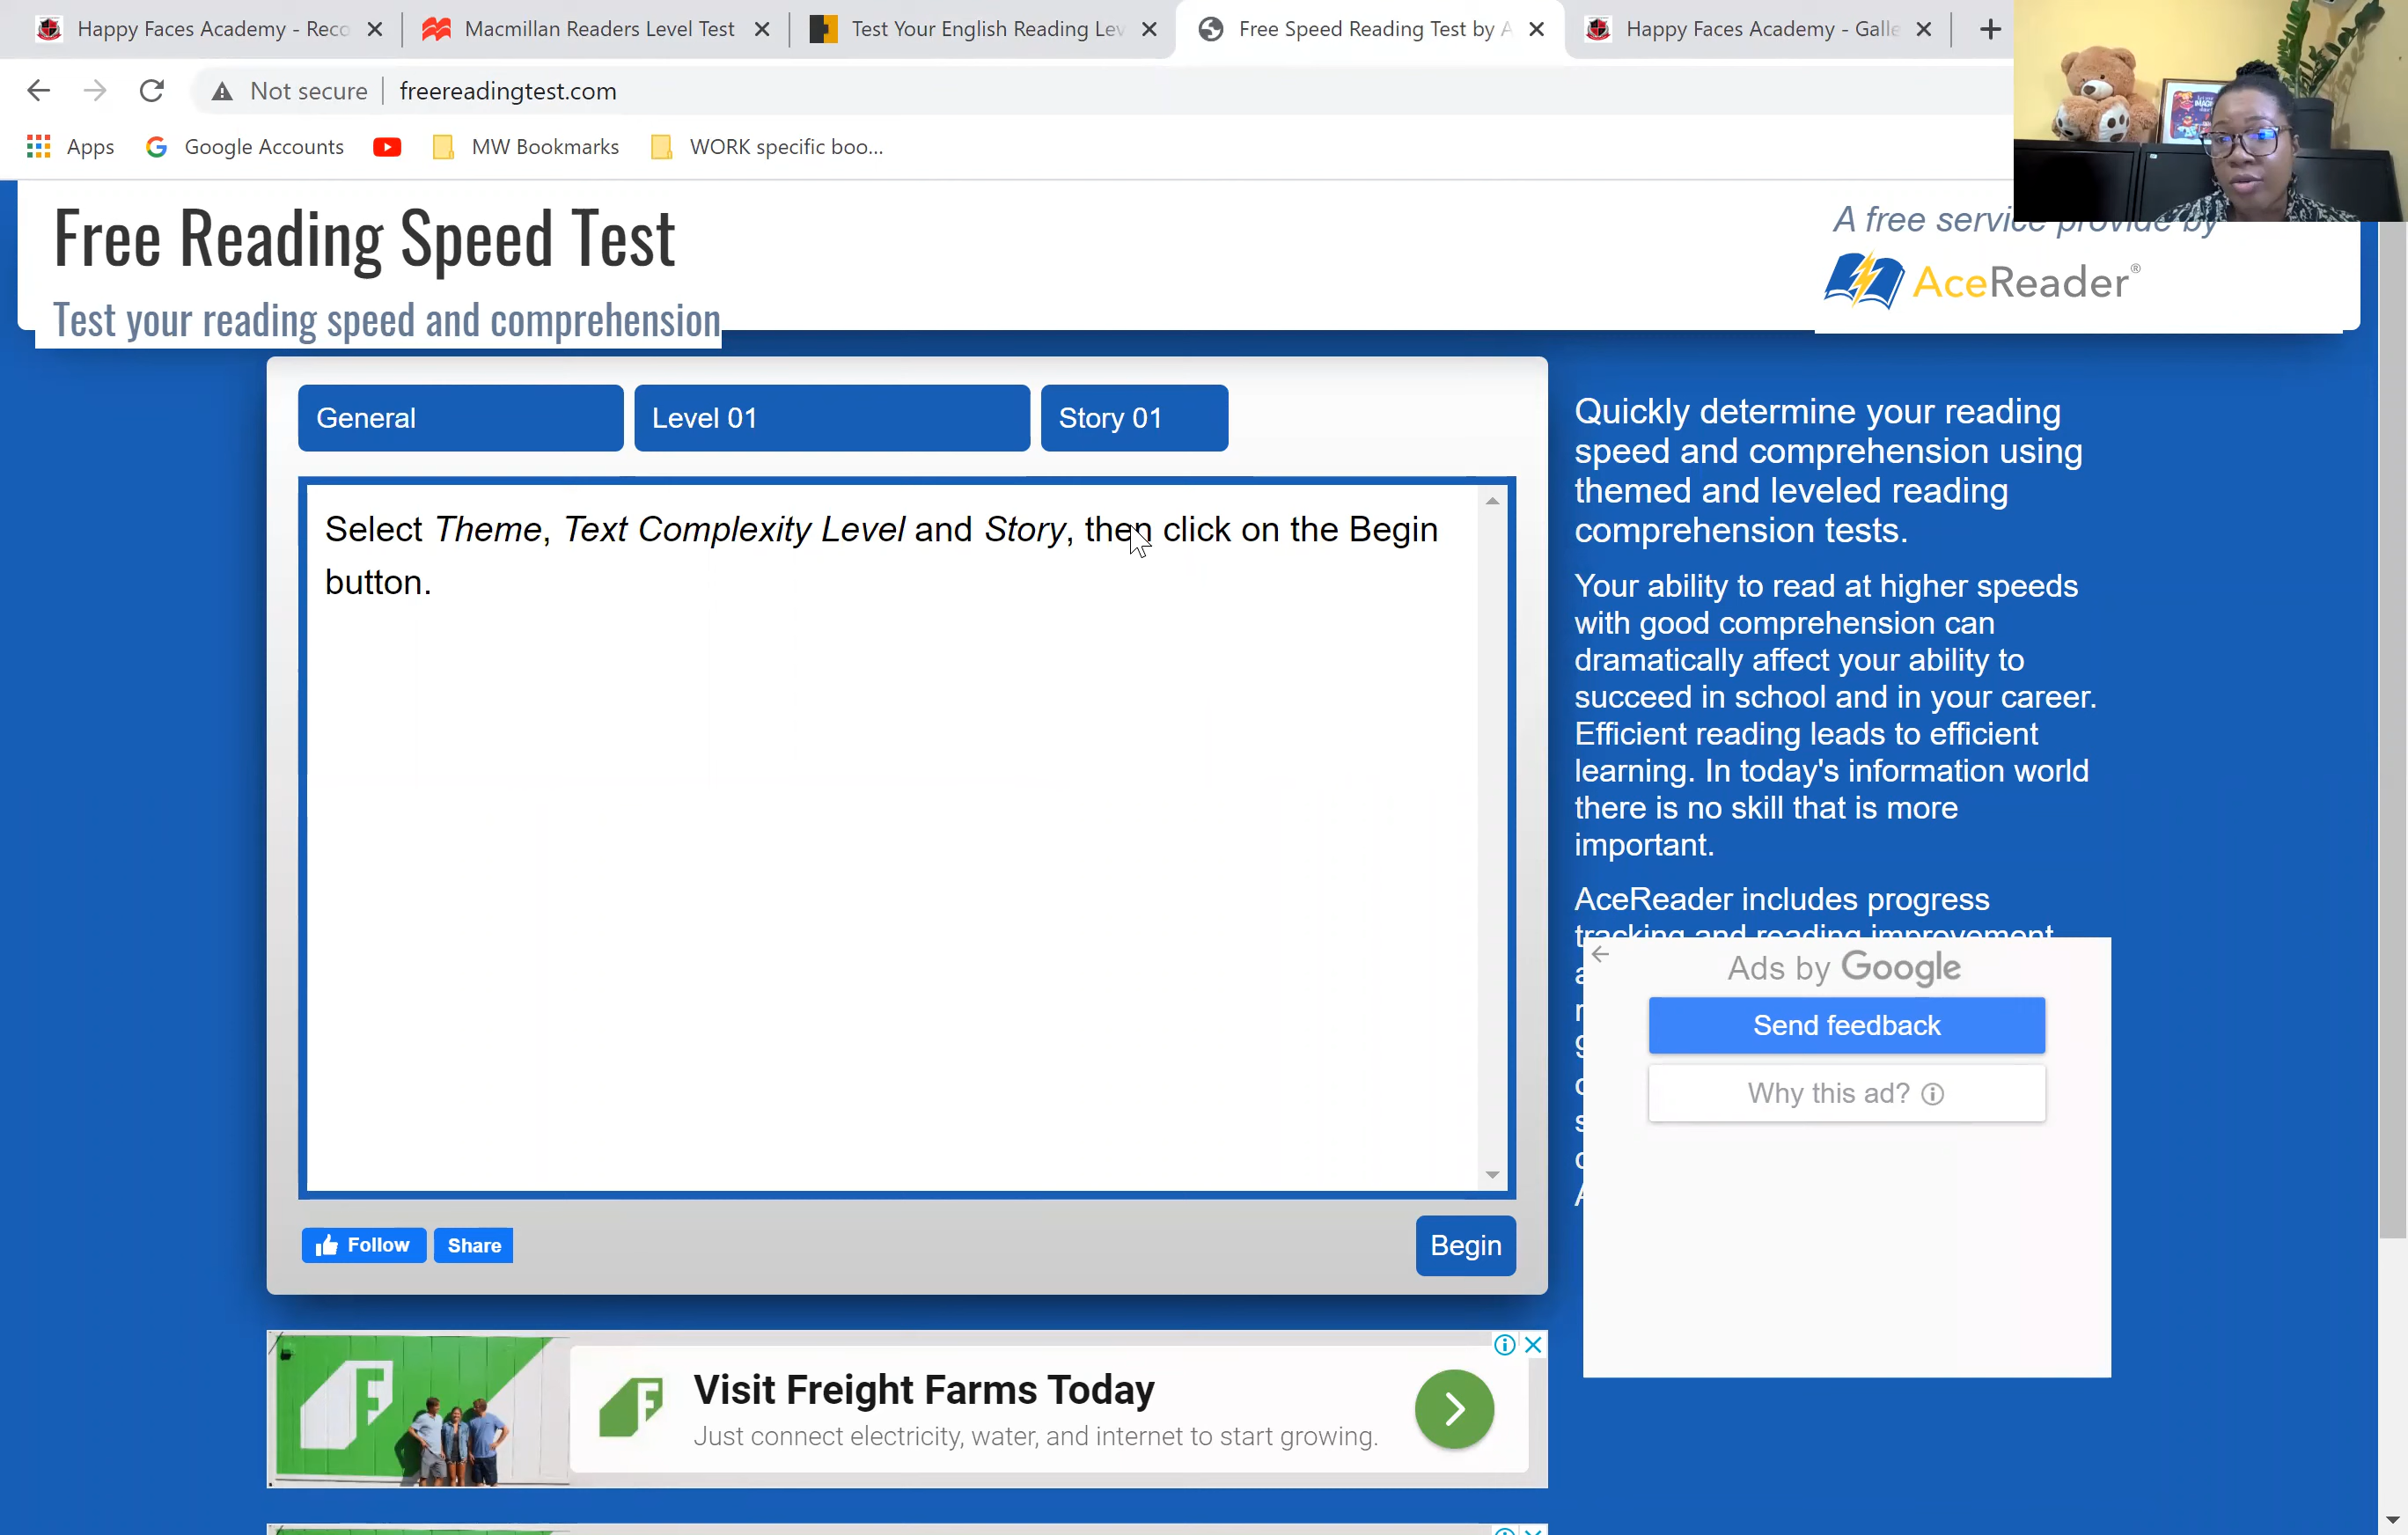 Happy Faces Academy - Reco
Macmillan Readers Level Test
Test Your English Reading Lev
Free Speed Reading Test by A
Happy Faces Academy - Galle
Not secure
freereadingtest.com
Apps
Google Accounts
MW Bookmarks
WORK specific boo...
Free Reading Speed Test
Test your reading speed and comprehension
A free service provide by
AceReader®
General
Level 01
Story 01
Select Theme, Text Complexity Level and Story, then click on the Begin
button.
Follow
Share
Begin
Quickly determine your reading
speed and comprehension using
themed and leveled reading
comprehension tests.
Your ability to read at higher speeds
with good comprehension can
dramatically affect your ability to
succeed in school and in your career.
Efficient reading leads to efficient
learning. In today's information world
there is no skill that is more
important.
AceReader includes progress
tracking and reading improvement
Ads by Google
Send feedback
Why this ad?
F
Visit Freight Farms Today
Just connect electricity, water, and internet to start growing.